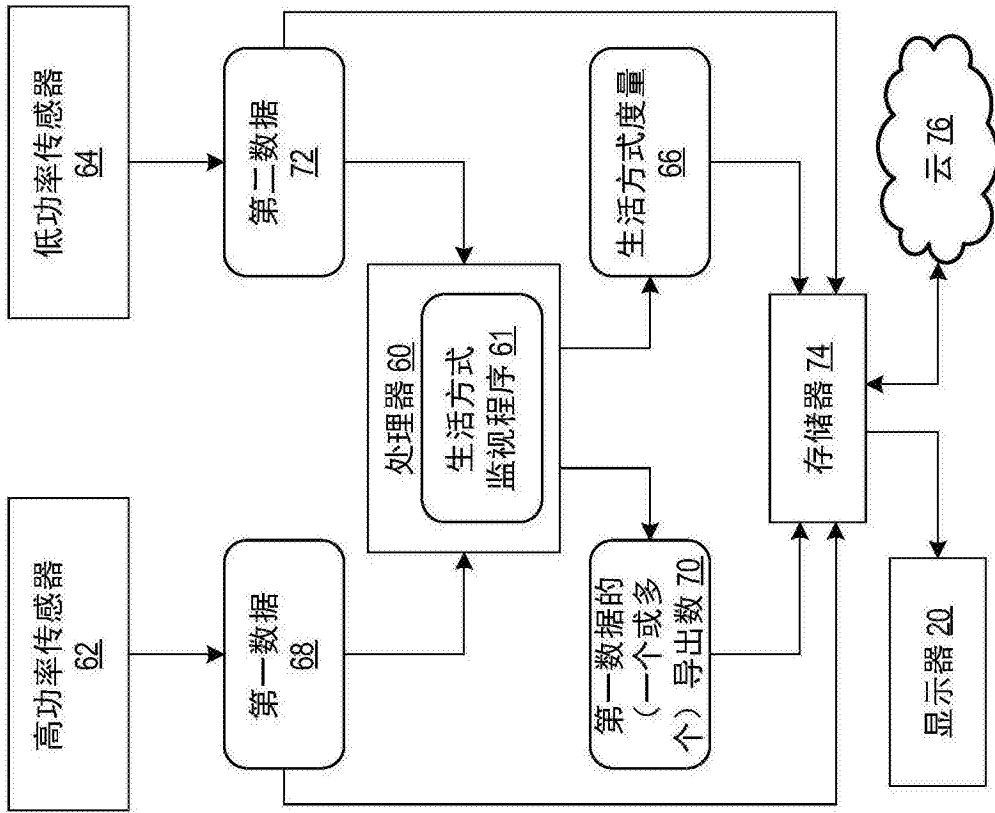 高功率传感器
62
低功率传感器
64
第一数据
68
第二数据
72
处理器 60
生活方式
监视程序 61
第一数据的
（一个或多
个）导出数 70
生活方式度量
66
存储器 74
显示器 20
云 76